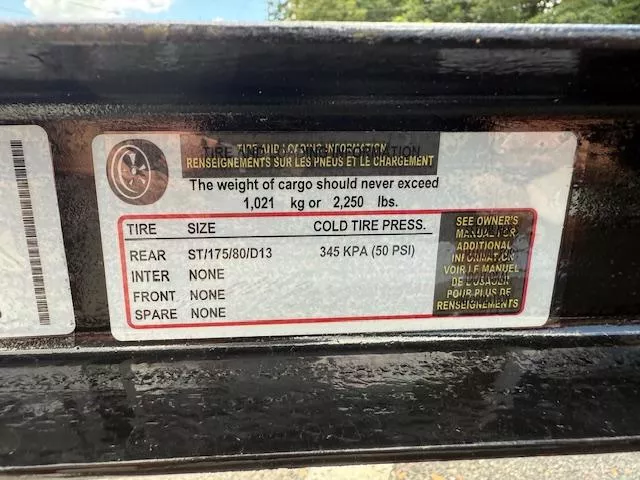 TIRE AND LOADING INFORMATION
RENSEIGNEMENTS SUR LES PNEUS ET LE CHARGEMENT
The weight of cargo should never exceed
1,021 kg or 2,250 lbs.
TIRE SIZE COLD TIRE PRESS.
REAR ST/175/80/D13 345 KPA (50 PSI)
INTER NONE
FRONT NONE
SPARE NONE
SEE OWNER'S
MANUAL FOR
ADDITIONAL
INFORMATION
VOIR LE MANUEL
DE L'USAGER
POUR PLUS DE
RENSEIGNEMENTS